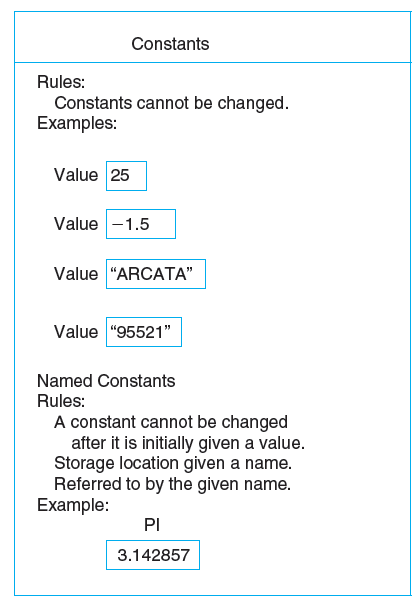 Constants
Rules:
Constants cannot be changed.
Examples:
Value 25
Value −1.5
Value “ARCATA”
Value “95521”
Named Constants
Rules:
A constant cannot be changed
after it is initially given a value.
Storage location given a name.
Referred to by the given name.
Example:
PI
3.142857